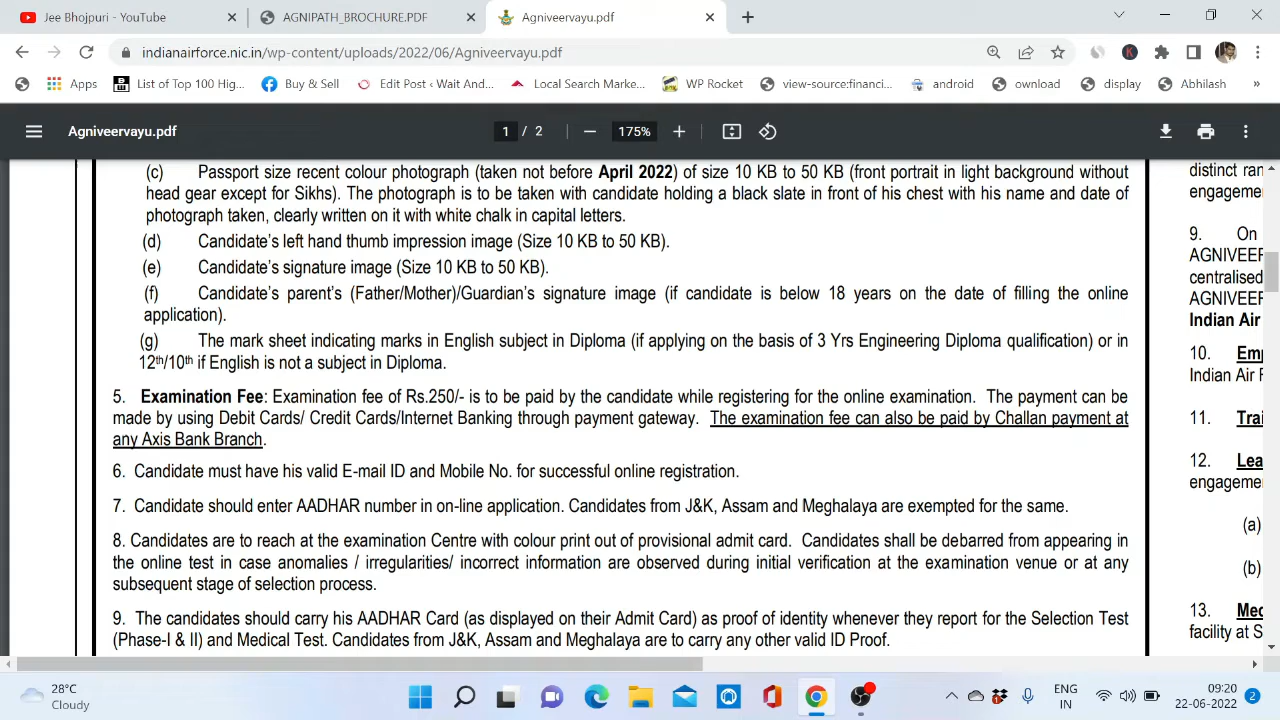 Jee Bhojpuri - YouTube
AGNIPATH_BROCHURE.PDF
Agniveervayu.pdf
indianairforce.nic.in/wp-content/uploads/2022/06/Agniveervayu.pdf
Apps
List of Top 100 Hig...
Buy & Sell
Edit Post ‹ Wait And...
Local Search Marke...
WP Rocket
view-source:financi...
android
ownload
display
Abhilash
»
Agniveervayu.pdf
1 / 2
175%
(c) Passport size recent colour photograph (taken not before April 2022) of size 10 KB to 50 KB (front portrait in light background without
head gear except for Sikhs). The photograph is to be taken with candidate holding a black slate in front of his chest with his name and date of
photograph taken, clearly written on it with white chalk in capital letters.
(d) Candidate's left hand thumb impression image (Size 10 KB to 50 KB).
(e) Candidate's signature image (Size 10 KB to 50 KB).
(f) Candidate's parent's (Father/Mother)/Guardian's signature image (if candidate is below 18 years on the date of filling the online
application).
(g) The mark sheet indicating marks in English subject in Diploma (if applying on the basis of 3 Yrs Engineering Diploma qualification) or in
12th/10th if English is not a subject in Diploma.
5. Examination Fee: Examination fee of Rs.250/- is to be paid by the candidate while registering for the online examination. The payment can be
made by using Debit Cards/ Credit Cards/Internet Banking through payment gateway. The examination fee can also be paid by Challan payment at
any Axis Bank Branch.
6. Candidate must have his valid E-mail ID and Mobile No. for successful online registration.
7. Candidate should enter AADHAR number in on-line application. Candidates from J&K, Assam and Meghalaya are exempted for the same.
8. Candidates are to reach at the examination Centre with colour print out of provisional admit card. Candidates shall be debarred from appearing in
the online test in case anomalies / irregularities/ incorrect information are observed during initial verification at the examination venue or at any
subsequent stage of selection process.
9. The candidates should carry his AADHAR Card (as displayed on their Admit Card) as proof of identity whenever they report for the Selection Test
(Phase-I & II) and Medical Test. Candidates from J&K, Assam and Meghalaya are to carry any other valid ID Proof.
distinct ran
engageme
9. On
AGNIVEER
centralised
AGNIVEER
Indian Air
10. Emp
Indian Air F
11. Trai
12. Lea
engageme
(a)
(b)
13. Med
facility at S
28°C
Cloudy
ENG
IN
09:20
22-06-2022
2